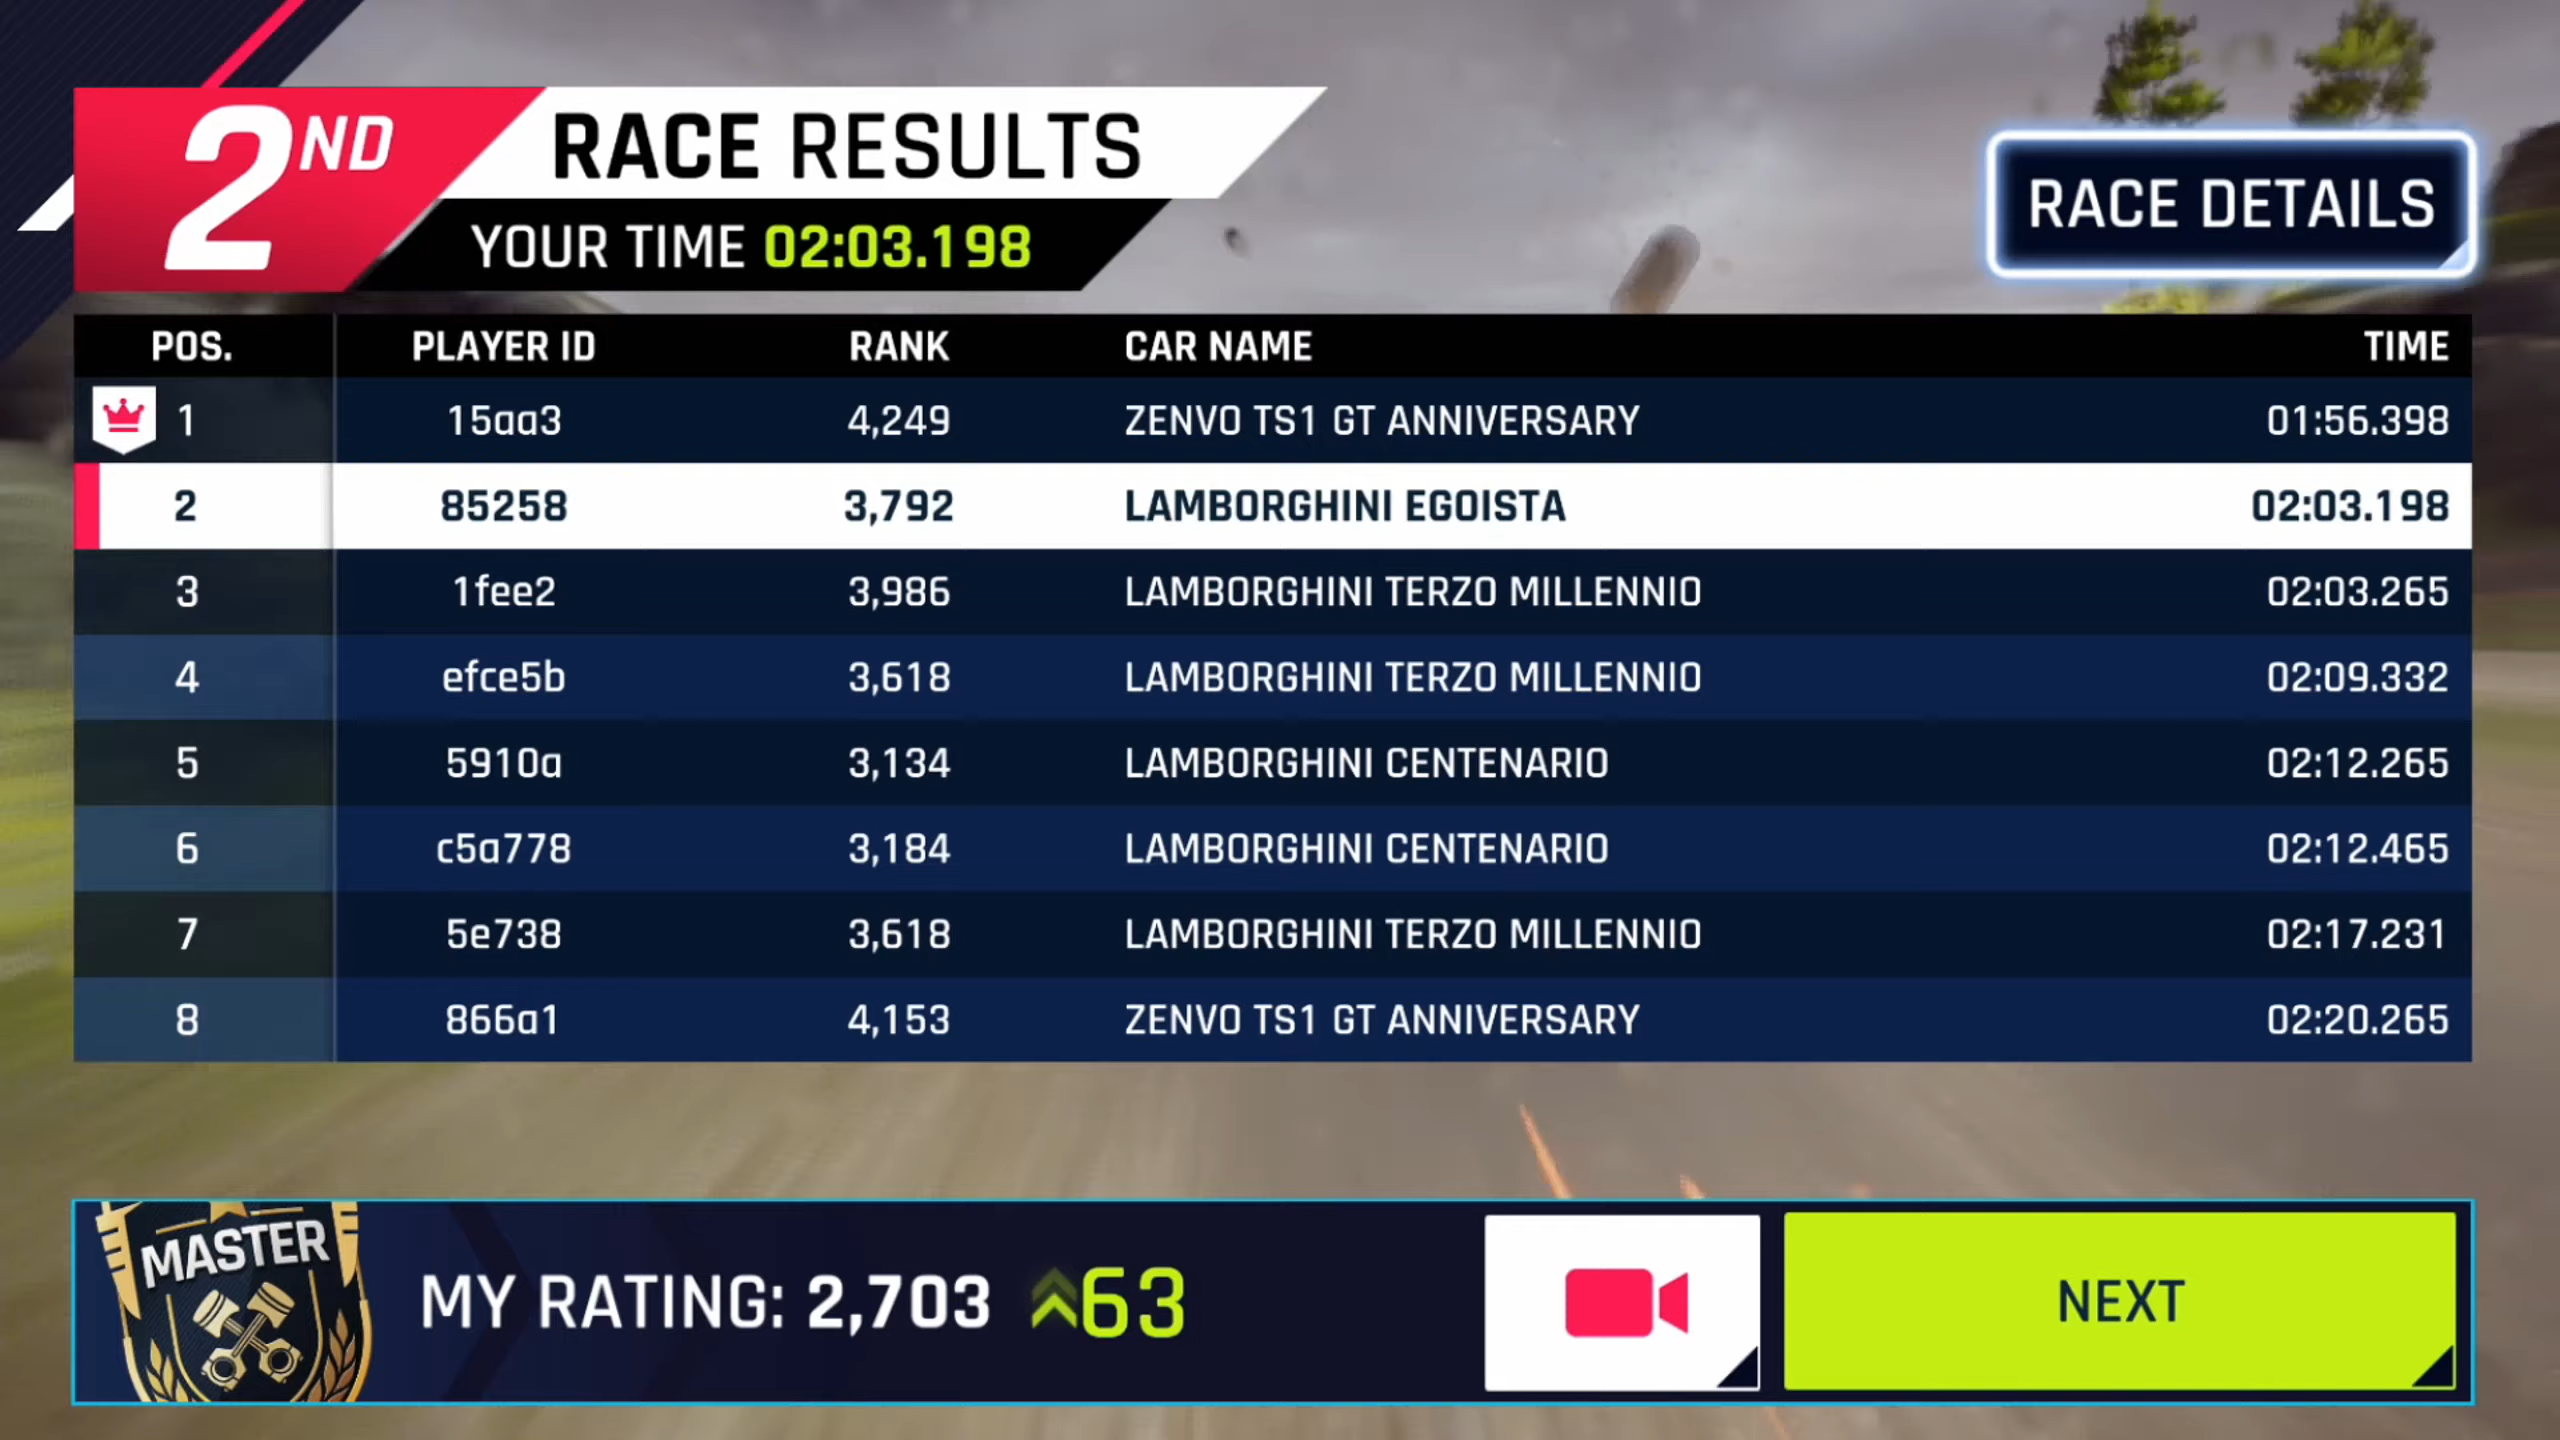 2ND
RACE RESULTS
YOUR TIME 02:03.198
RACE DETAILS
POS. PLAYER ID RANK CAR NAME TIME
1 15aa3 4,249 ZENVO TS1 GT ANNIVERSARY 01:56.398
2 85258 3,792 LAMBORGHINI EGOISTA 02:03.198
3 1fee2 3,986 LAMBORGHINI TERZO MILLENNIO 02:03.265
4 efce5b 3,618 LAMBORGHINI TERZO MILLENNIO 02:09.332
5 5910a 3,134 LAMBORGHINI CENTENARIO 02:12.265
6 c5a778 3,184 LAMBORGHINI CENTENARIO 02:12.465
7 5e738 3,618 LAMBORGHINI TERZO MILLENNIO 02:17.231
8 866a1 4,153 ZENVO TS1 GT ANNIVERSARY 02:20.265
MASTER
MY RATING: 2,703 63
NEXT